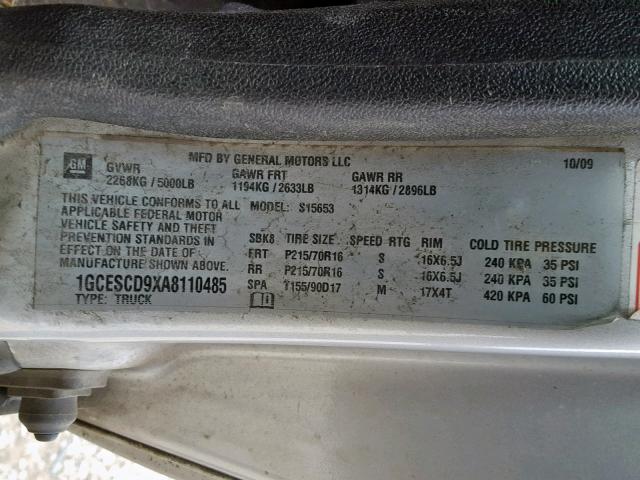 MFD BY GENERAL MOTORS LLC 10/09
GM GVWR GAWR FRT GAWR RR
2268KG / 5000LB 1194KG / 2633LB 1314KG / 2896LB
THIS VEHICLE CONFORMS TO ALL MODEL: S15653
APPLICABLE FEDERAL MOTOR
VEHICLE SAFETY AND THEFT
PREVENTION STANDARDS IN SBK8 TIRE SIZE SPEED RTG RIM COLD TIRE PRESSURE
EFFECT ON THE DATE OF FRT P215/70R16 S 16X6.5J 240 KPA 35 PSI
MANUFACTURE SHOWN ABOVE. RR P215/70R16 S 16X6.5J 240 KPA 35 PSI
1GCESCD9XA8110485 SPA T155/90D17 M 17X4T 420 KPA 60 PSI
TYPE: TRUCK